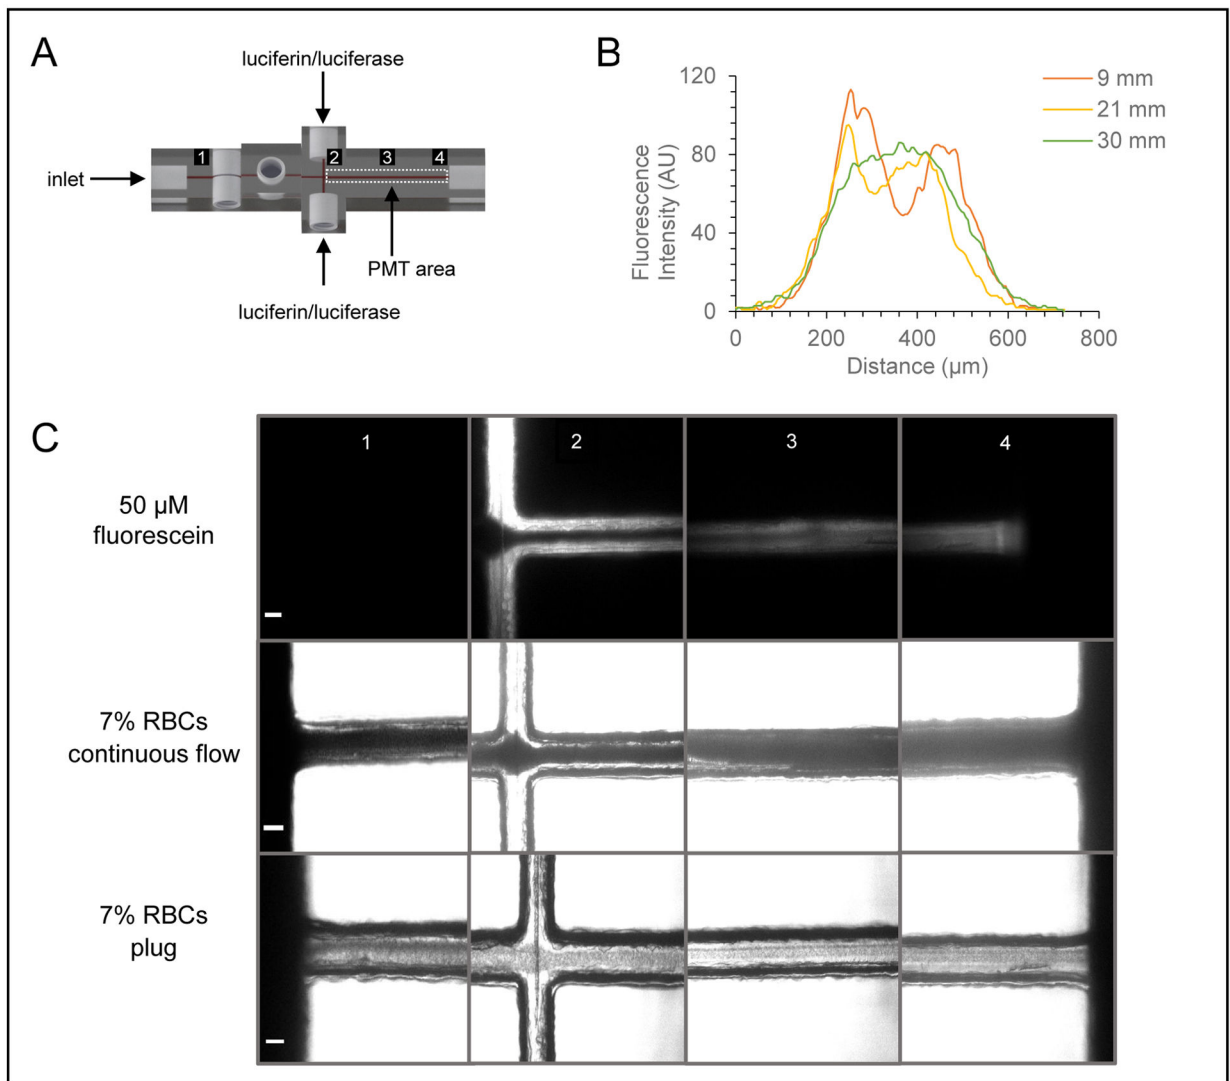 A
luciferin/luciferase
1
2
3
4
inlet
PMT area
luciferin/luciferase
B
120
80
40
0
0
200
400
600
800
Fluorescence
Intensity (AU)
Distance (µm)
9 mm
21 mm
30 mm
C
1
2
3
4
50 µM
fluorescein
7% RBCs
continuous flow
7% RBCs
plug